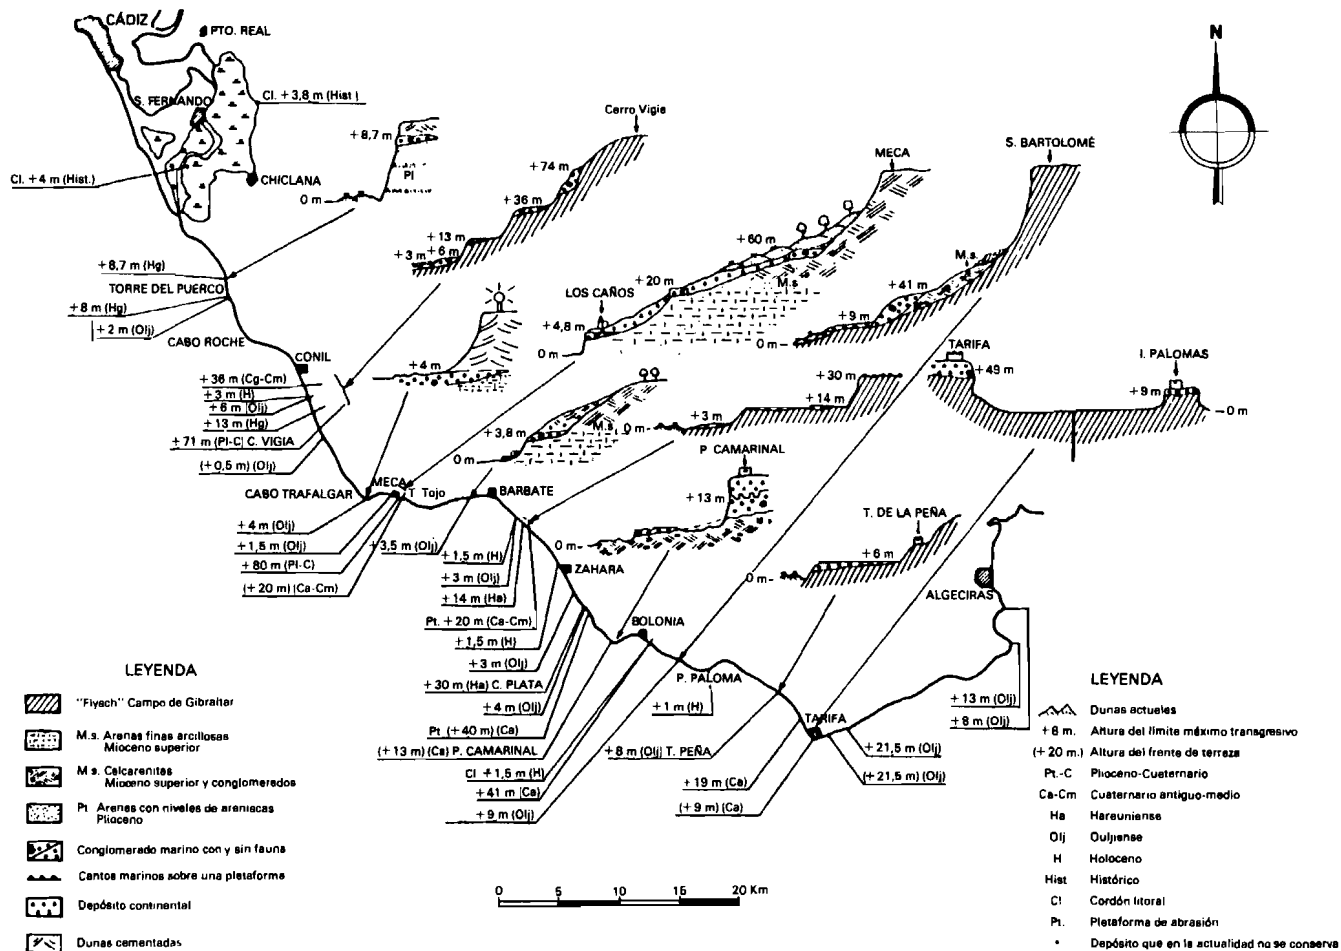 CÁDIZ
PTO. REAL
S. FERNANDO
Cl. +3,8 m (Hist.)
Cl. +4 m (Hist.)
CHICLANA
+8,7 m
Pl
0 m
Cerro Vigia
+74 m
+36 m
+13 m
+6 m
+3 m
MECA
+60 m
+20 m
M.s
LOS CAÑOS
+4,8 m
0 m
S. BARTOLOMÉ
M.s.
+41 m
+9 m
0 m
N
TARIFA
+49 m
I. PALOMAS
+9 m
0 m
+8,7 m (Hg)
TORRE DEL PUERCO
+8 m (Hg)
+2 m (Olj)
CABO ROCHE
CONIL
+4 m
+36 m (Cg-Cm)
+3 m (H)
+6 m (Olj)
+13 m (Hg)
+71 m (Pl-C) C. VIGIA
(+0,5 m) (Olj)
M.s.
+3,8 m
0 m
+30 m
+14 m
+3 m
0 m
P. CAMARINAL
+13 m
0 m
T. DE LA PEÑA
+6 m
0 m
ALGECIRAS
CABO TRAFALGAR
MECA
T. Tajo
BARBATE
+4 m (Olj)
+1,5 m (Olj)
+80 m (Pl-C)
(+20 m) (Ca-Cm)
+3,5 m (Olj)
+1,5 m (H)
+3 m (Olj)
+14 m (Ha)
Pt. +20 m (Ca-Cm)
ZAHARA
+1,5 m (H)
+3 m (Olj)
+30 m (Ha) C. PLATA
+4 m (Olj)
Pt. (+40 m) (Ca)
(+13 m) (Ca) P. CAMARINAL
Cl +1,5 m (H)
+41 m (Ca)
+9 m (Olj)
BOLONIA
P. PALOMA
+1 m (H)
+8 m (Olj) T. PEÑA
TARIFA
+19 m (Ca)
(+9 m) (Ca)
+21,5 m (Olj)
(+21,5 m) (Olj)
+13 m (Olj)
+8 m (Olj)
LEYENDA
"Flysch" Campo de Gibraltar
M.s. Arenas finas arcillosas
Mioceno superior
M s. Calcarenitas
Mioceno superior y conglomerados
Pt Arenas con niveles de areniscas
Plioceno
Conglomerado marino con y sin fauna
Cantos marinos sobre una plataforma
Depósito continental
Dunas cementadas
0 5 10 15 20 Km
LEYENDA
Dunas actuales
+8 m. Altura del límite máximo transgresivo
(+20 m.) Altura del frente de terreza
Pt.-C Plioceno-Cuaternario
Ca-Cm Cuaternario antiguo-medio
Ha Harouniense
Olj Ouljiense
H Holoceno
Hist Histórico
Cl Cordón litoral
Pt. Plataforma de abrasión
• Depósito que en la actualidad no se conserva